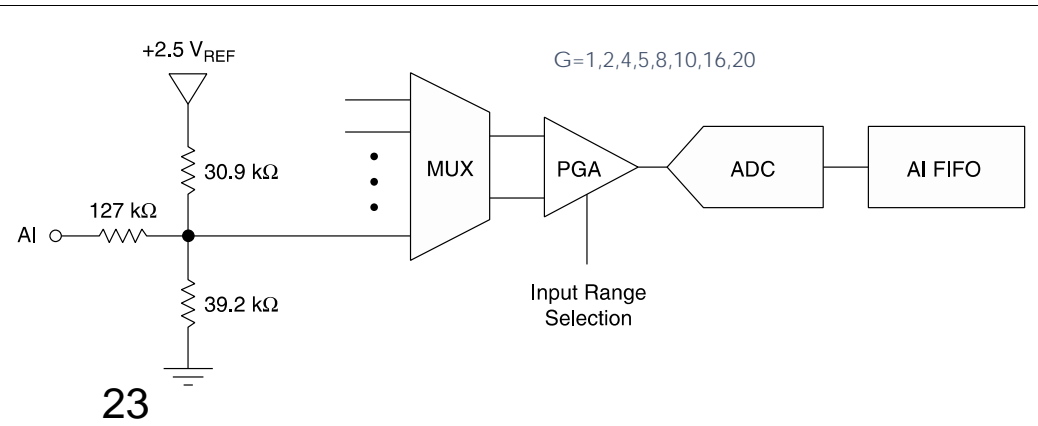 +2.5 V_REF
G=1,2,4,5,8,10,16,20
30.9 kΩ
MUX
PGA
ADC
AI FIFO
127 kΩ
AI
39.2 kΩ
Input Range
Selection
23